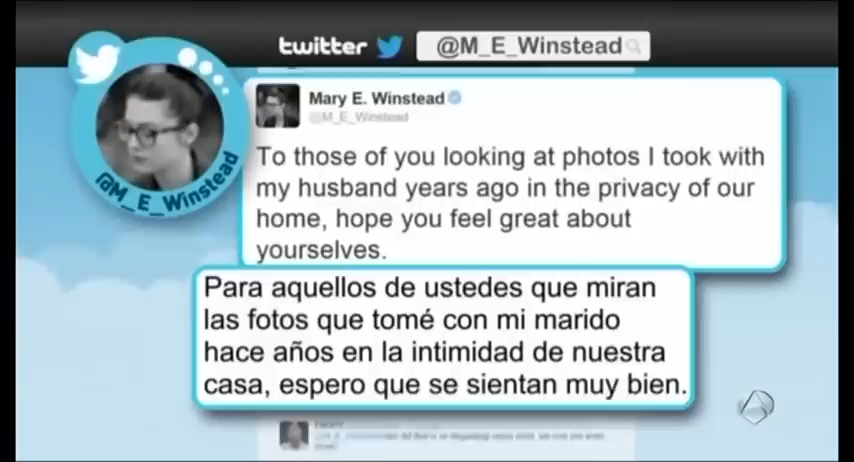 twitter @M_E_Winstead
@M_E_Winstead
Mary E. Winstead
@M_E_Winstead
To those of you looking at photos I took with
my husband years ago in the privacy of our
home, hope you feel great about
yourselves.
Para aquellos de ustedes que miran
las fotos que tomé con mi marido
hace años en la intimidad de nuestra
casa, espero que se sientan muy bien.